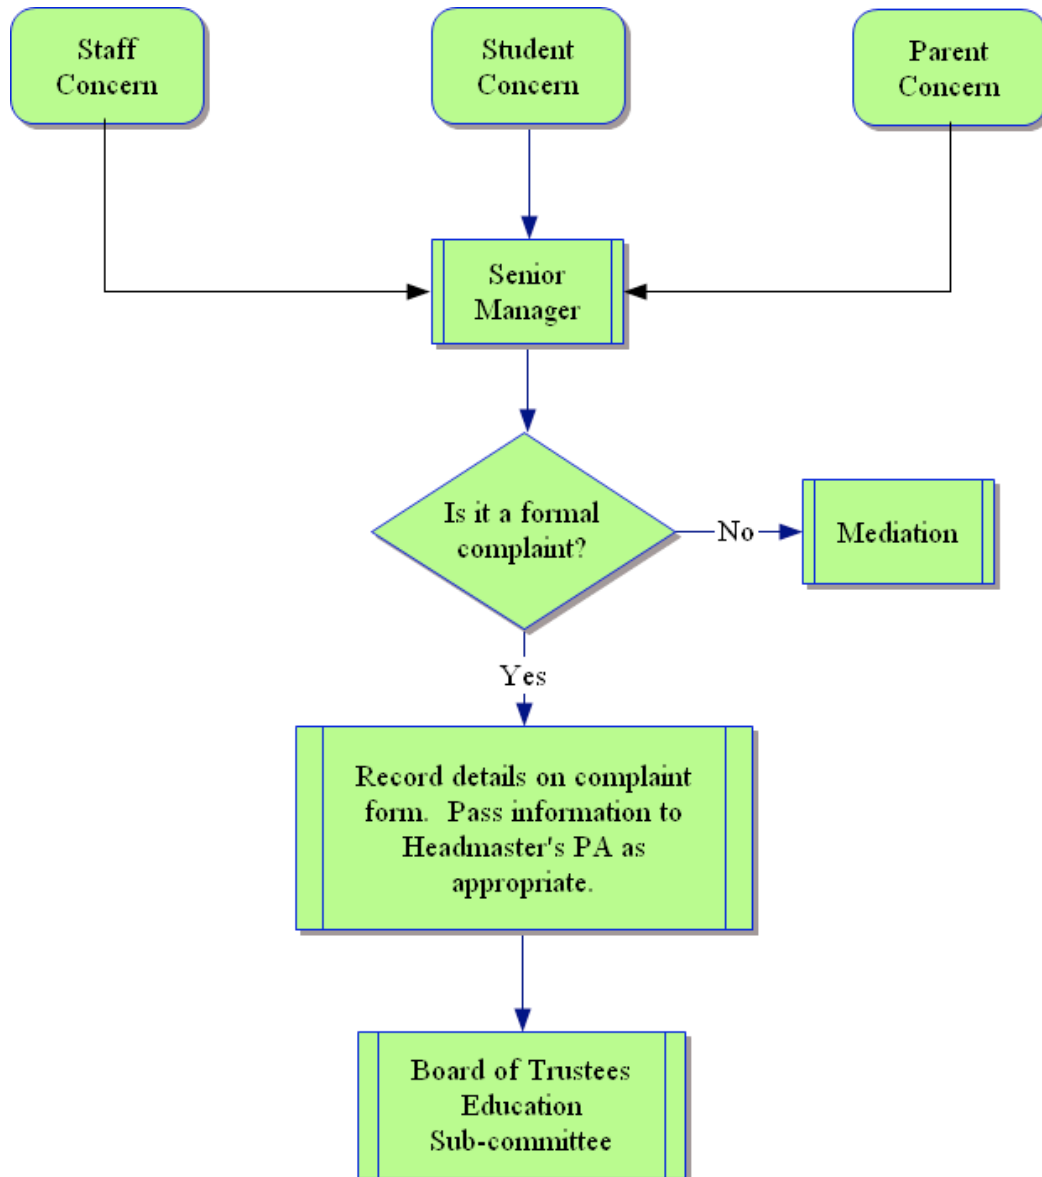 Staff
Concern
Student
Concern
Parent
Concern
Senior
Manager
Is it a formal
complaint?
No
Mediation
Yes
Record details on complaint
form.  Pass information to
Headmaster's PA as
appropriate.
Board of Trustees
Education
Sub-committee